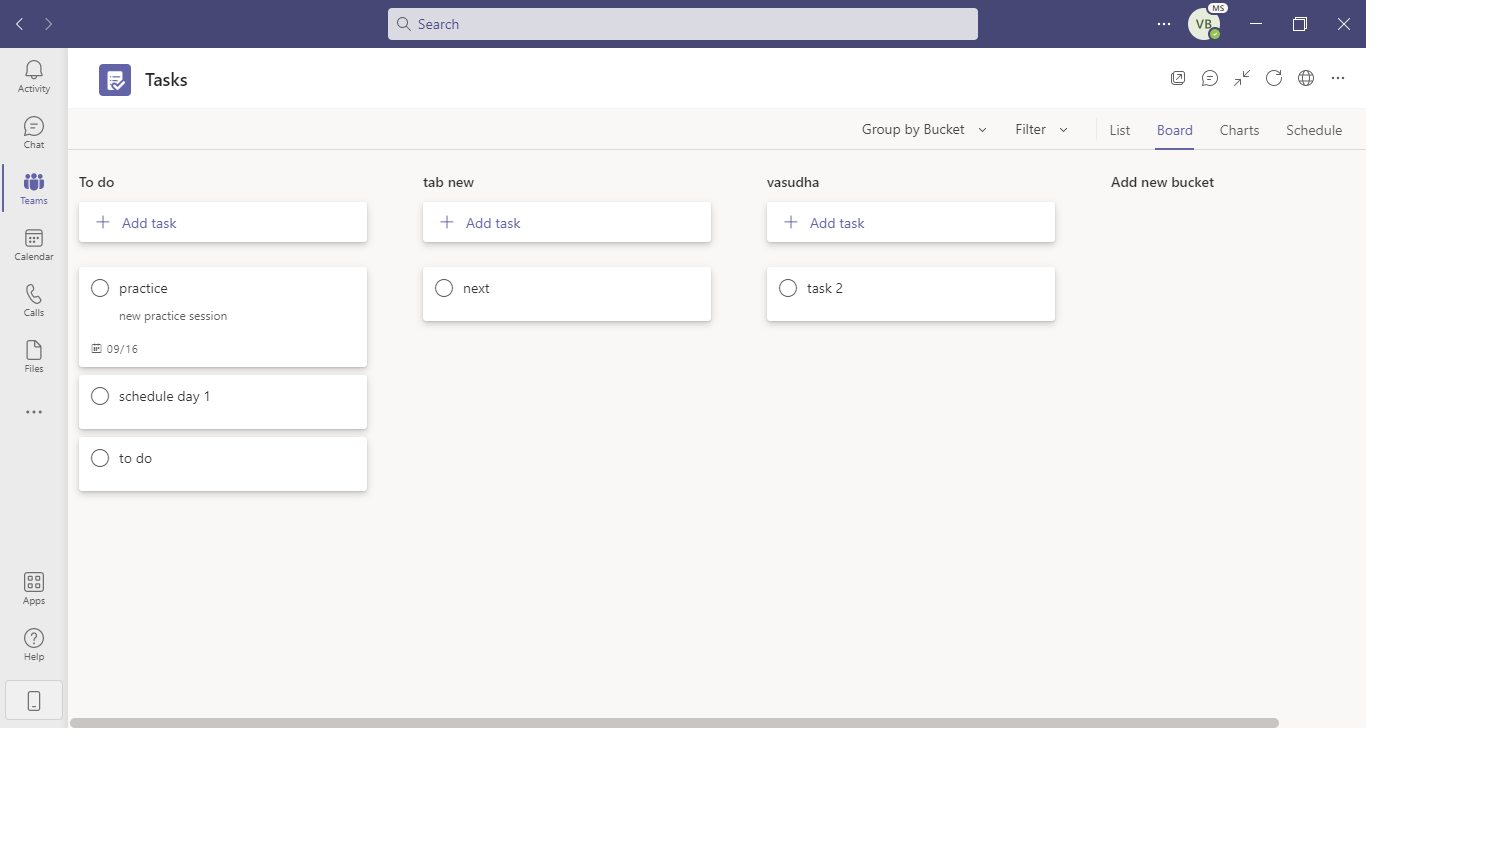 Search
MS
VB
Activity
Chat
Teams
Calendar
Calls
Files
Apps
Help
Tasks
Group by Bucket
Filter
List
Board
Charts
Schedule
To do
tab new
vasudha
Add new bucket
Add task
Add task
Add task
practice
new practice session
09/16
next
task 2
schedule day 1
to do